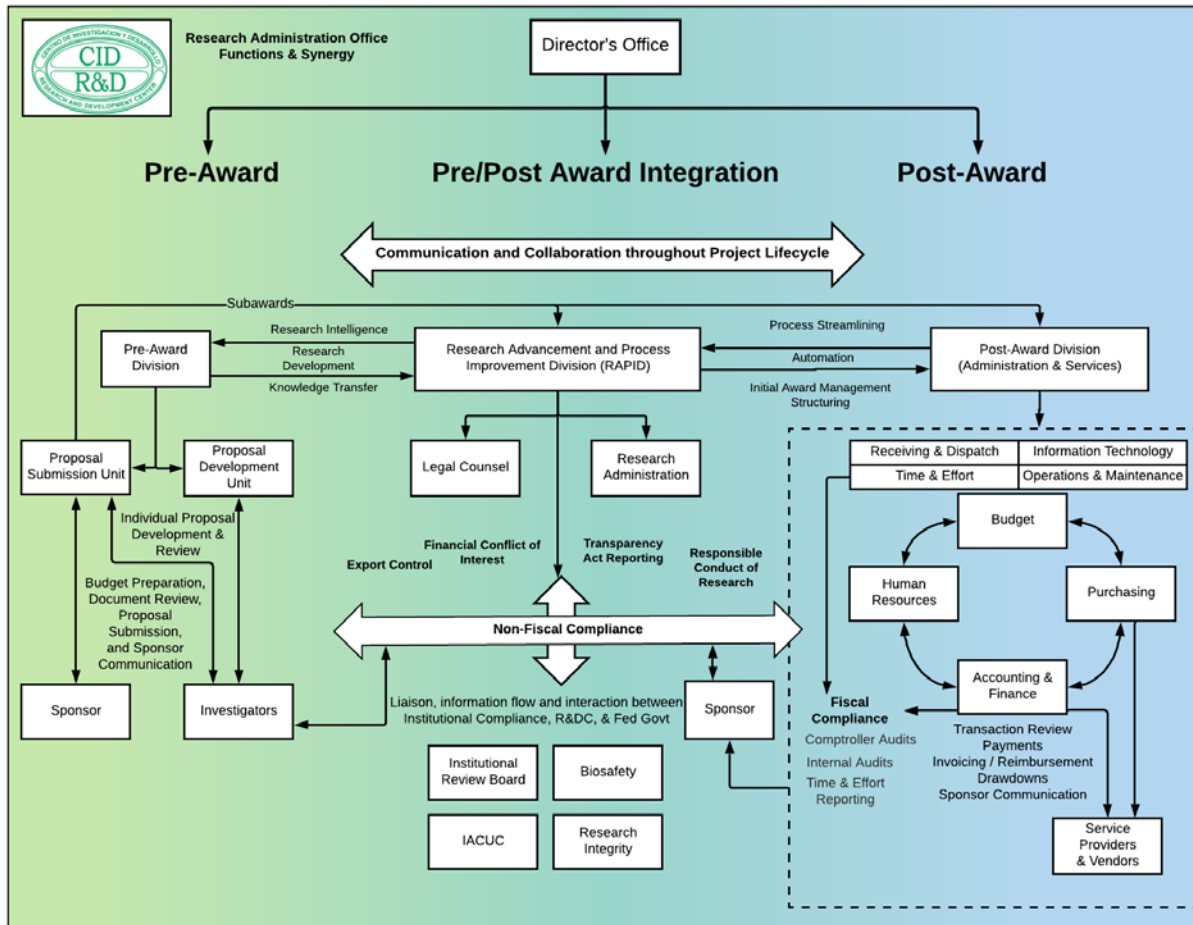 CENTRO DE INVESTIGACION Y DESARROLLO
CID
R&D
RESEARCH AND DEVELOPMENT CENTER
Research Administration Office
Functions & Synergy
Director's Office
Pre-Award
Pre/Post Award Integration
Post-Award
Communication and Collaboration throughout Project Lifecycle
Subawards
Research Intelligence
Process Streamlining
Pre-Award
Division
Research
Development
Knowledge Transfer
Research Advancement and Process
Improvement Division (RAPID)
Automation
Initial Award Management
Structuring
Post-Award Division
(Administration & Services)
Proposal
Submission Unit
Proposal
Development
Unit
Legal Counsel
Research
Administration
Receiving & Dispatch
Information Technology
Time & Effort
Operations & Maintenance
Individual Proposal
Development &
Review
Budget Preparation,
Document Review,
Proposal
Submission,
and Sponsor
Communication
Export Control
Financial Conflict of
Interest
Transparency
Act Reporting
Responsible
Conduct of
Research
Budget
Human
Resources
Purchasing
Accounting &
Finance
Non-Fiscal Compliance
Sponsor
Investigators
Liaison, information flow and interaction between
Institutional Compliance, R&DC, & Fed Govt
Sponsor
Fiscal
Compliance
Comptroller Audits
Internal Audits
Time & Effort
Reporting
Transaction Review
Payments
Invoicing / Reimbursement
Drawdowns
Sponsor Communication
Institutional
Review Board
Biosafety
IACUC
Research
Integrity
Service
Providers
& Vendors